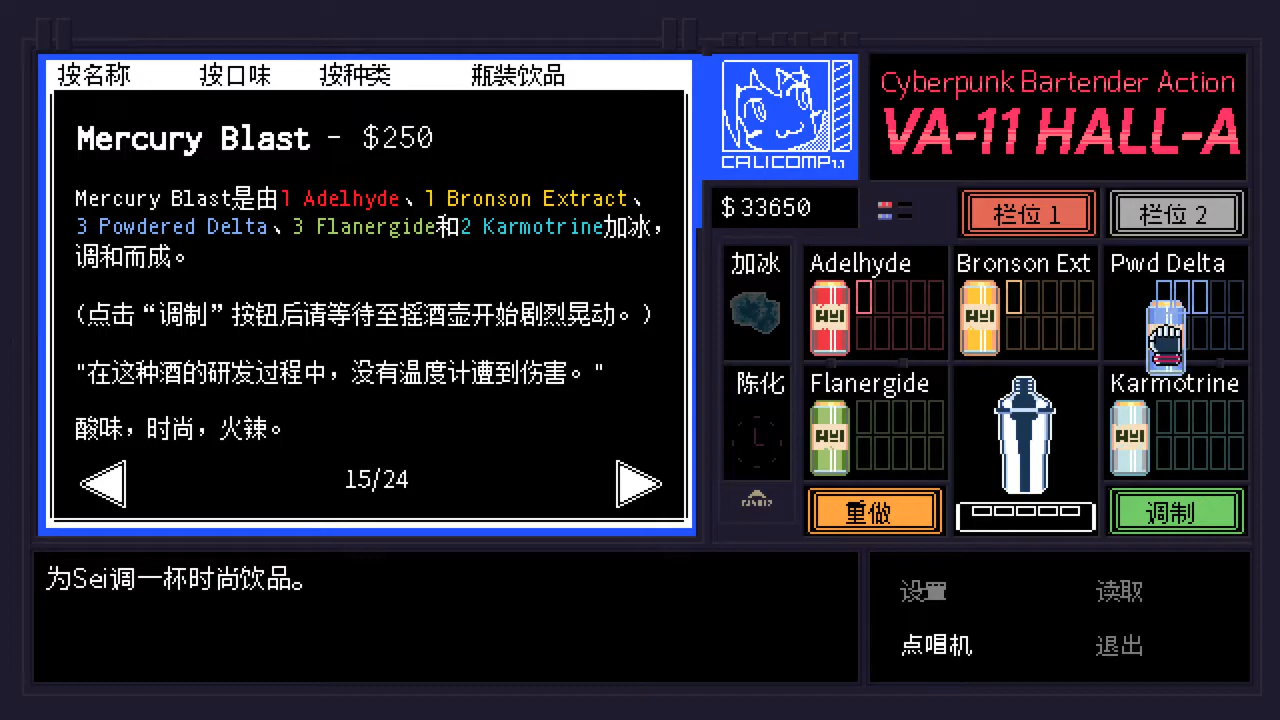 按名称 按口味 按种类 瓶装饮品
Mercury Blast - $250
Mercury Blast是由1 Adelhyde、1 Bronson Extract、
3 Powdered Delta、3 Flanergide和2 Karmotrine加冰，
调和而成。
(点击“调制”按钮后请等待至摇酒壶开始剧烈晃动。)
"在这种酒的研发过程中，没有温度计遭到伤害。"
酸味，时尚，火辣。
15/24
CALICOMP1.1
Cyberpunk Bartender Action
VA-11 HALL-A
$33650
栏位 1
栏位 2
加冰
Adelhyde
Bronson Ext
Pwd Delta
陈化
Flanergide
Karmotrine
重做
调制
为Sei调一杯时尚饮品。
设置
读取
点唱机
退出